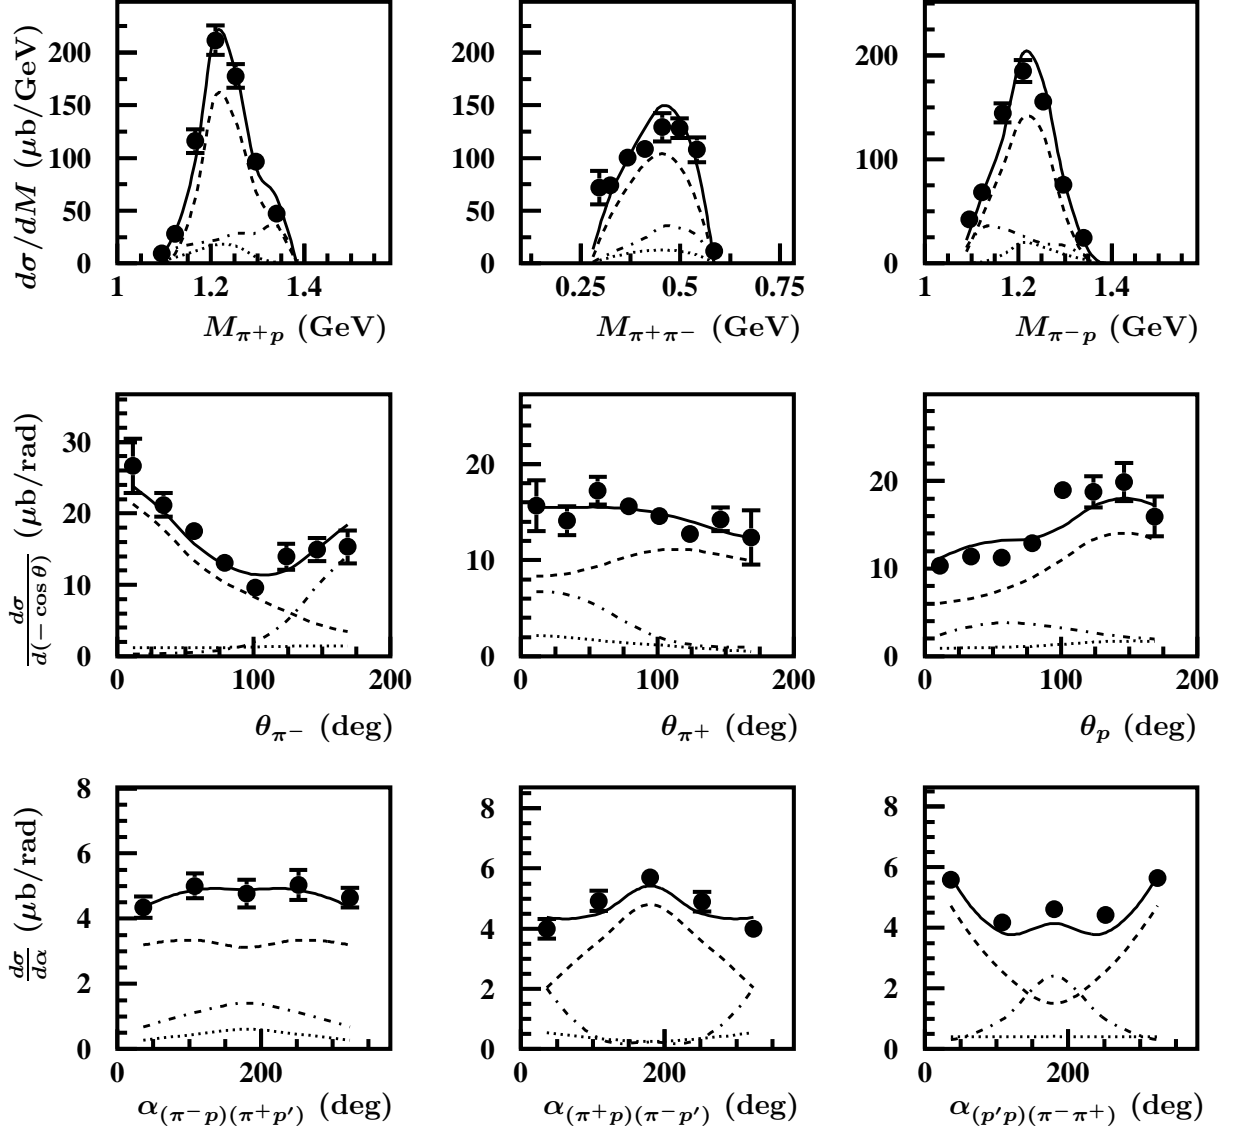 dσ/dM (μb/GeV)
200
150
100
50
0
1 1.2 1.4
M_{π+p} (GeV)
200
150
100
50
0
0.25 0.5 0.75
M_{π+π−} (GeV)
200
100
0
1 1.2 1.4
M_{π−p} (GeV)
dσ/d(− cos θ) (μb/rad)
30
20
10
0
0 100 200
θ_{π−} (deg)
20
10
0
0 100 200
θ_{π+} (deg)
20
10
0
0 100 200
θ_p (deg)
dσ/dα (μb/rad)
8
6
4
2
0
0 200
α_{(π−p)(π+p′)} (deg)
8
6
4
2
0
0 200
α_{(π+p)(π−p′)} (deg)
8
6
4
2
0
0 200
α_{(p′p)(π−π+)} (deg)